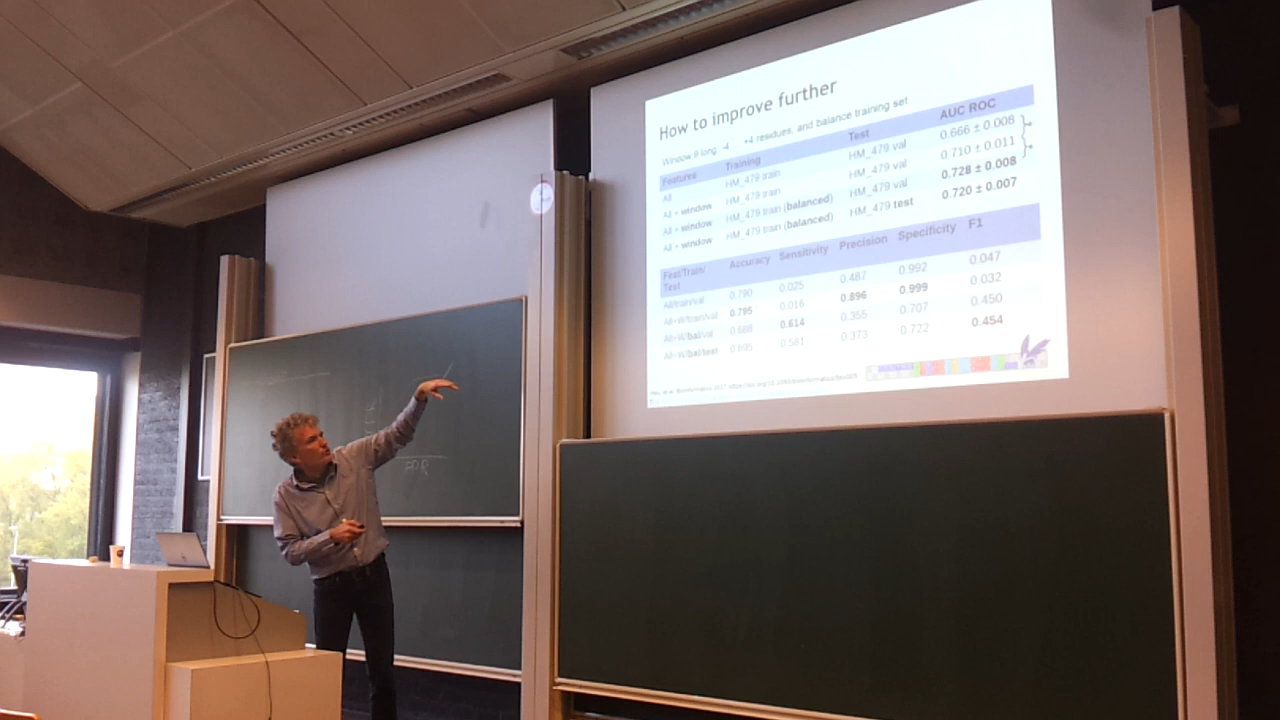 How to improve further
Window 9 long: -4 .. +4 residues, and balance training set
Features Training Test AUC ROC
All HM_479 train HM_479 val 0.666 ± 0.008
All + window HM_479 train HM_479 val 0.710 ± 0.011
All + window HM_479 train (balanced) HM_479 val 0.728 ± 0.008
All + window HM_479 train (balanced) HM_479 test 0.720 ± 0.007
Feat/Train/ Accuracy Sensitivity Precision Specificity F1
Test
All/train/val 0.790 0.025 0.487 0.992 0.047
All+W/train/val 0.795 0.016 0.896 0.999 0.032
All+W/bal/val 0.688 0.614 0.355 0.707 0.450
All+W/bal/test 0.695 0.581 0.373 0.722 0.454
et al. Bioinformatics 2017
FDR